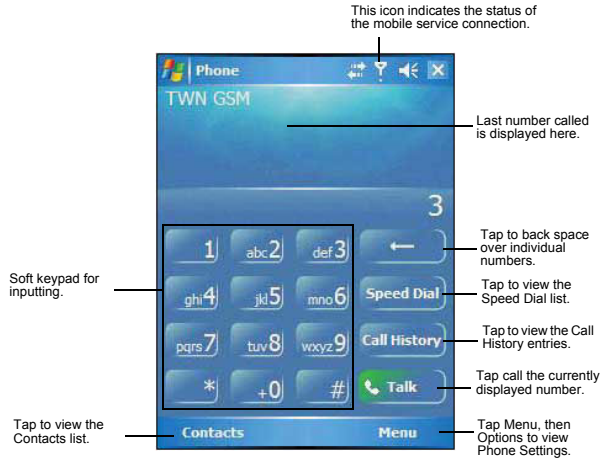 This icon indicates the status of
the mobile service connection.
Phone
TWN GSM
Last number called
is displayed here.
3
Tap to back space
over individual
numbers.
1 abc2 def3 ←
Soft keypad for
inputting.
ghi4 jkl5 mno6 Speed Dial
Tap to view the
Speed Dial list.
pqrs7 tuv8 wxyz9 Call History
Tap to view the Call
History entries.
* +0 # Talk
Tap call the currently
displayed number.
Tap to view the
Contacts list.
Contacts Menu
Tap Menu, then
Options to view
Phone Settings.